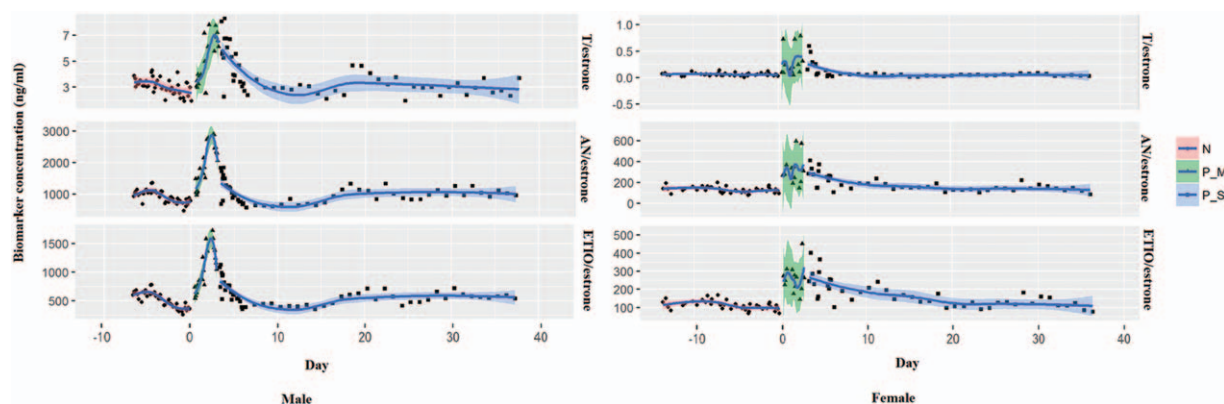 Biomarker concentration (ng/ml)
7
5
3
T/estrone
3000
2000
1000
AN/estrone
1500
1000
500
ETIO/estrone
-10 0 10 20 30 40
Day
Male
1.0
0.5
0.0
-0.5
T/estrone
600
400
200
0
AN/estrone
500
400
300
200
100
ETIO/estrone
-10 0 10 20 30 40
Day
Female
N
P_M
P_S